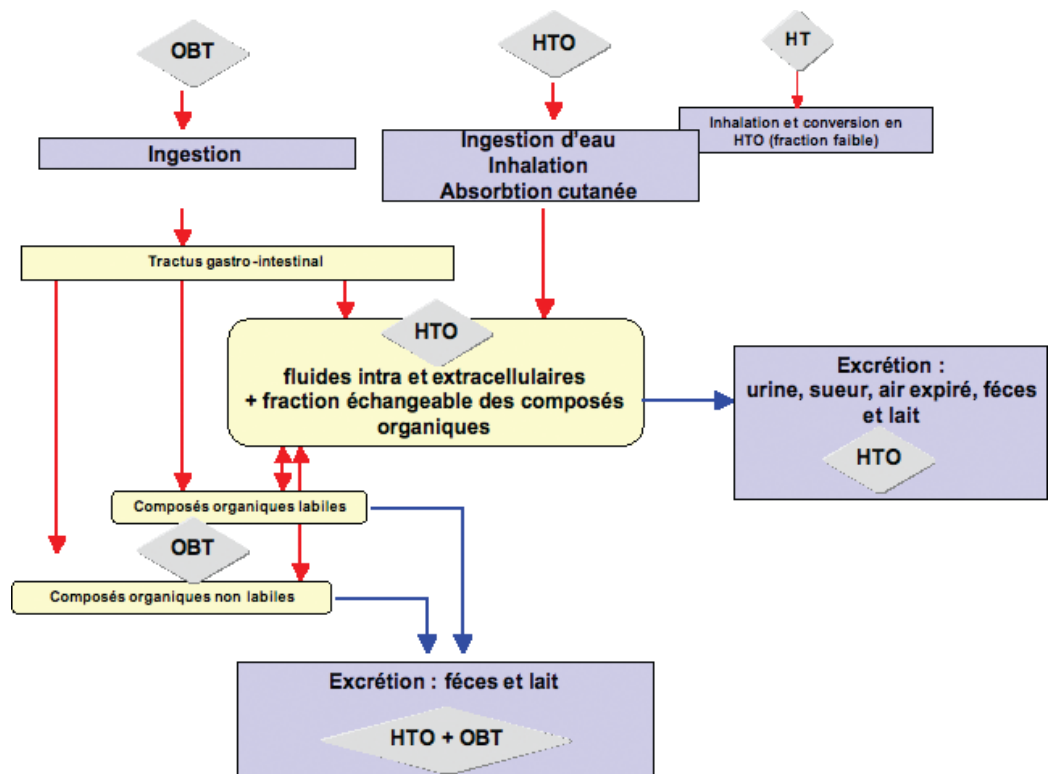 OBT
HTO
HT
Ingestion
Ingestion d'eau
Inhalation
Absorbtion cutanée
Inhalation et conversion en
HTO (fraction faible)
Tractus gastro-intestinal
HTO
fluides intra et extracellulaires
+ fraction échangeable des composés
organiques
Excrétion :
urine, sueur, air expiré, féces
et lait
HTO
Composés organiques labiles
OBT
Composés organiques non labiles
Excrétion : féces et lait
HTO + OBT